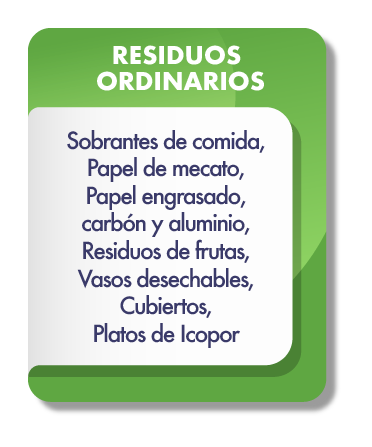 RESIDUOS
ORDINARIOS
Sobrantes de comida,
Papel de mecato,
Papel engrasado,
carbón y aluminio,
Residuos de frutas,
Vasos desechables,
Cubiertos,
Platos de Icopor